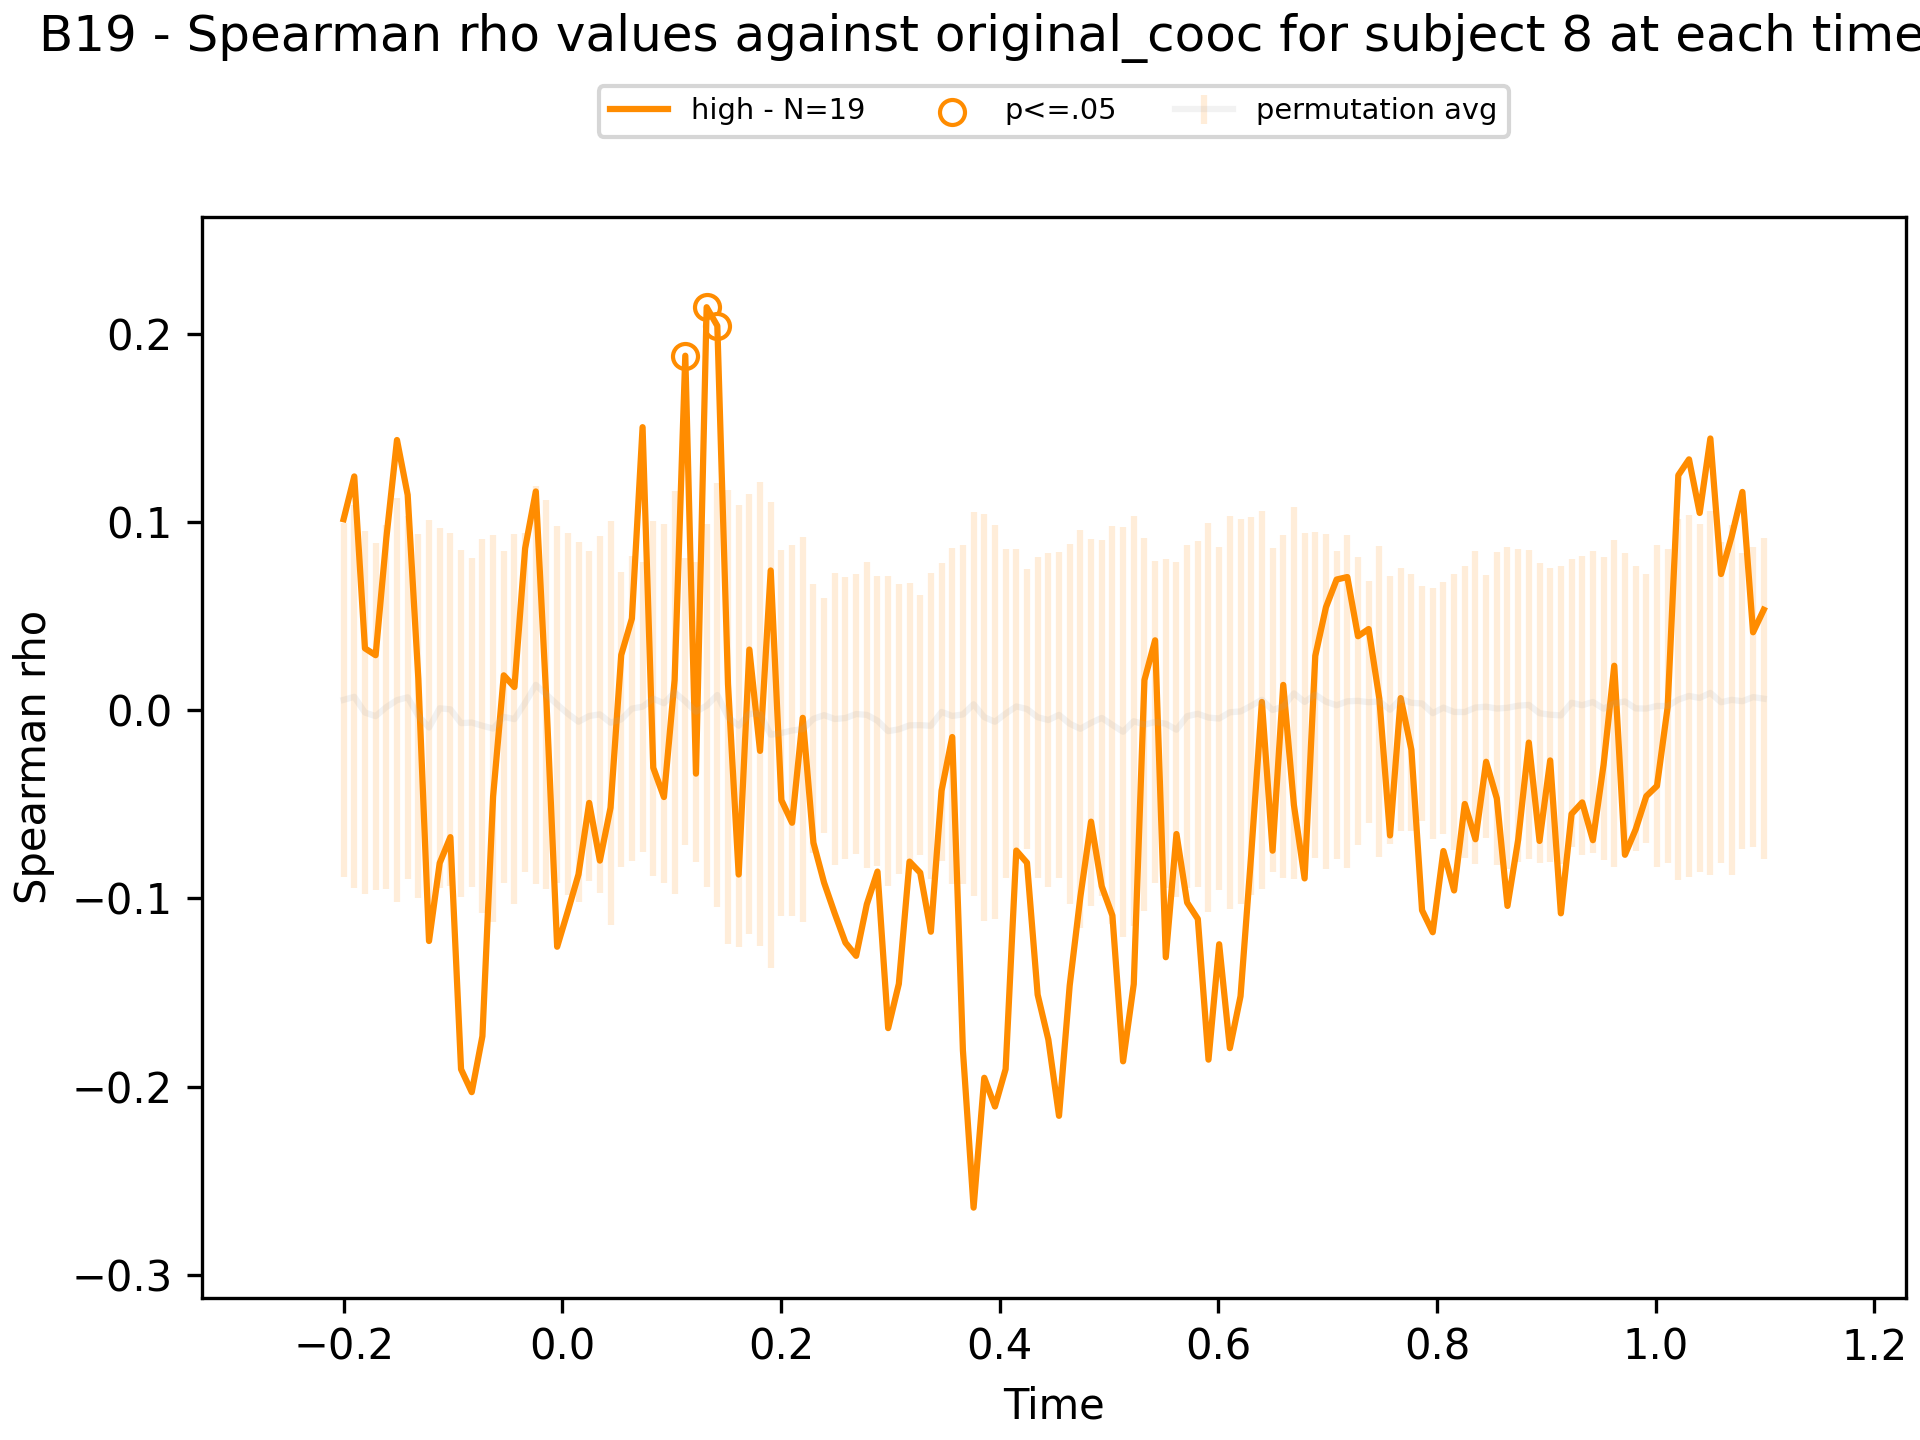 B19 - Spearman rho values against original_cooc for subject 8 at each time
high - N=19 p<=.05 permutation avg
Spearman rho
0.2
0.1
0.0
−0.1
−0.2
−0.3
−0.2 0.0 0.2 0.4 0.6 0.8 1.0 1.2
Time